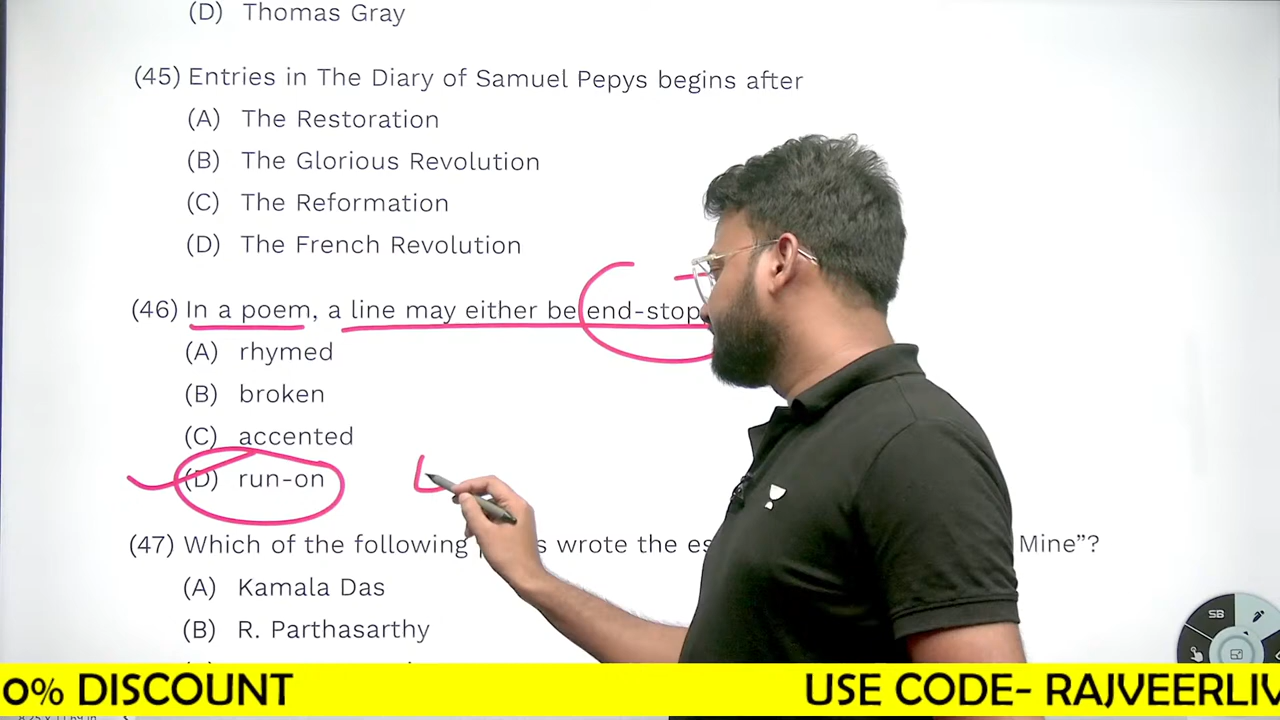 (D) Thomas Gray
(45) Entries in The Diary of Samuel Pepys begins after
(A) The Restoration
(B) The Glorious Revolution
(C) The Reformation
(D) The French Revolution
(46) In a poem, a line may either be end-stop
(A) rhymed
(B) broken
(C) accented
(D) run-on
(47) Which of the following wrote the Mine”?
(A) Kamala Das
(B) R. Parthasarthy
SB
0% DISCOUNT USE CODE- RAJVEERLIV